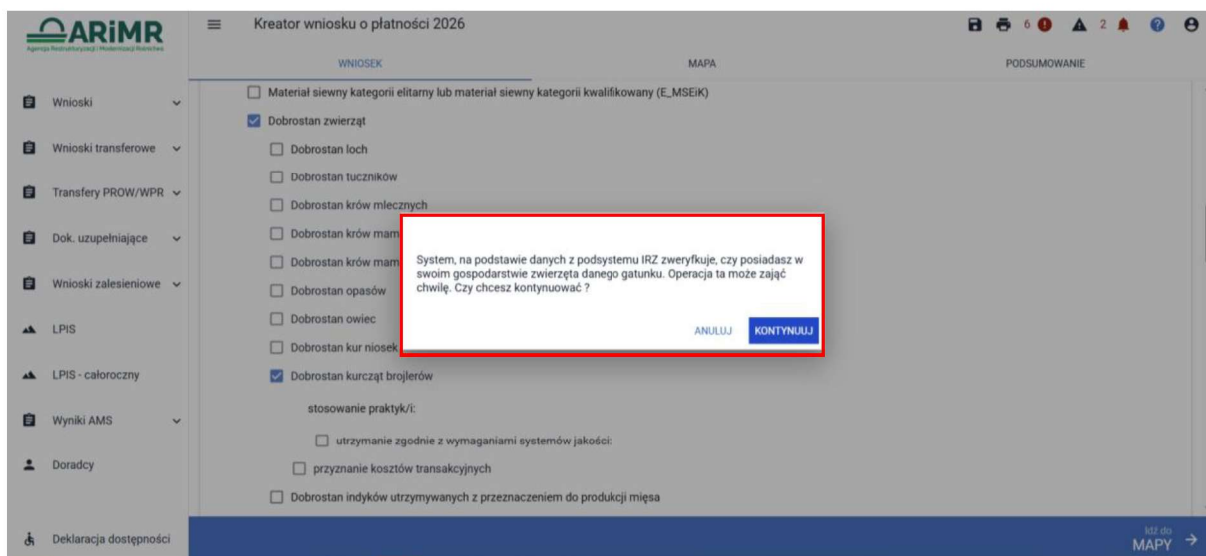 ARiMR
Agencja Restrukturyzacji i Modernizacji Rolnictwa
Kreator wniosku o płatności 2026
6
2
WNIOSEK
MAPA
PODSUMOWANIE
Wnioski
Wnioski transferowe
Transfery PROW/WPR
Dok. uzupełniające
Wnioski zalesieniowe
LPIS
LPIS - całoroczny
Wyniki AMS
Doradcy
Deklaracja dostępności
Materiał siewny kategorii elitarny lub materiał siewny kategorii kwalifikowany (E_MSEiK)
Dobrostan zwierząt
Dobrostan loch
Dobrostan tuczników
Dobrostan krów mlecznych
Dobrostan krów mam
Dobrostan krów mam
Dobrostan opasów
Dobrostan owiec
Dobrostan kur niosek
Dobrostan kurcząt brojlerów
stosowanie praktyk/i:
utrzymanie zgodnie z wymaganiami systemów jakości:
przyznanie kosztów transakcyjnych
Dobrostan indyków utrzymywanych z przeznaczeniem do produkcji mięsa
System, na podstawie danych z podsystemu IRZ zweryfkuje, czy posiadasz w
swoim gospodarstwie zwierzęta danego gatunku. Operacja ta może zająć
chwilę. Czy chcesz kontynuować ?
ANULUJ
KONTYNUUJ
Idź do
MAPY